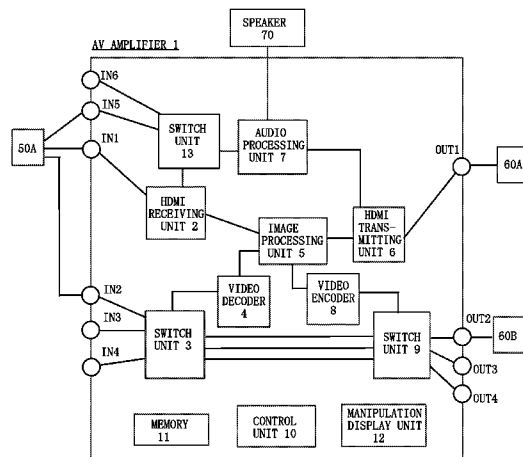 SPEAKER
70
AV AMPLIFIER 1
IN6
IN5
IN1
50A
SWITCH
UNIT
13
AUDIO
PROCESSING
UNIT 7
OUT1
60A
HDMI
RECEIVING
UNIT 2
IMAGE
PROCESSING
UNIT 5
HDMI
TRANS-
MITTING
UNIT 6
IN2
IN3
IN4
VIDEO
DECODER
4
VIDEO
ENCODER
8
SWITCH
UNIT 3
SWITCH
UNIT 9
OUT2
60B
OUT3
OUT4
MEMORY
11
CONTROL
UNIT 10
MANIPULATION
DISPLAY UNIT
12